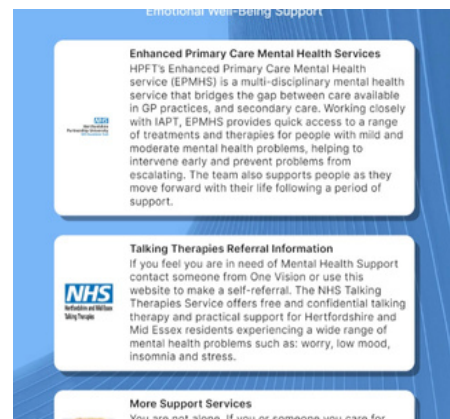 Emotional Well-Being Support
Enhanced Primary Care Mental Health Services
HPFT's Enhanced Primary Care Mental Health
service (EPMHS) is a multi-disciplinary mental health
service that bridges the gap between care available
in GP practices, and secondary care. Working closely
with IAPT, EPMHS provides quick access to a range
of treatments and therapies for people with mild and
moderate mental health problems, helping to
intervene early and prevent problems from
escalating. The team also supports people as they
move forward with their life following a period of
support.
NHS
Hertfordshire
Partnership University
Talking Therapies Referral Information
If you feel you are in need of Mental Health Support
contact someone from One Vision or use this
website to make a self-referral. The NHS Talking
Therapies Service offers free and confidential talking
therapy and practical support for Hertfordshire and
Mid Essex residents experiencing a wide range of
mental health problems such as: worry, low mood,
insomnia and stress.
NHS
Hertfordshire and Mid Essex
Talking Therapies
More Support Services
You are not alone. If you or someone you care for